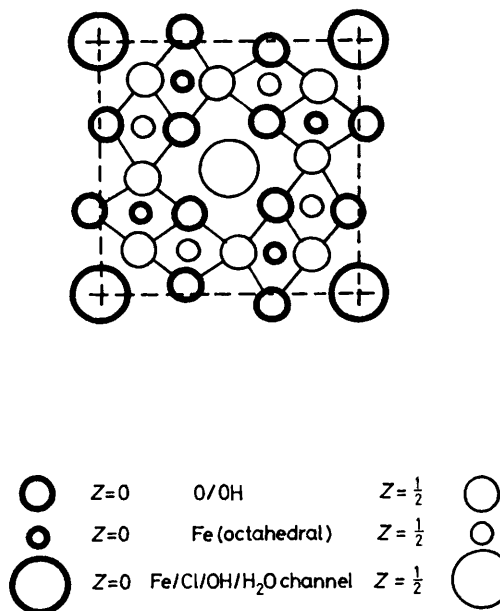 Z=0 O/OH Z=½
Z=0 Fe (octahedral) Z=½
Z=0 Fe/Cl/OH/H₂O channel Z=½